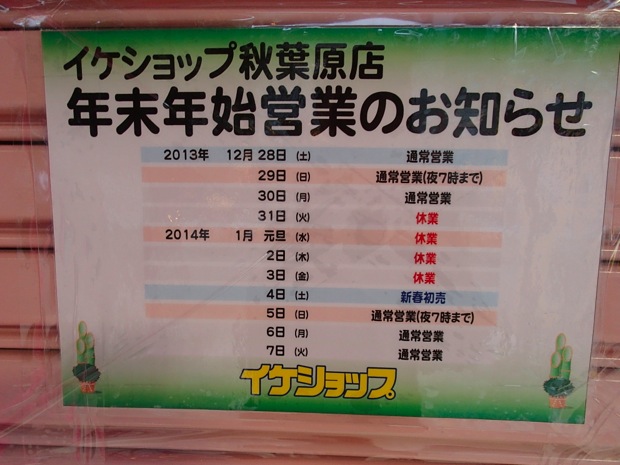 イケショップ秋葉原店
年末年始営業のお知らせ
2013年 12月 28日 (土) 通常営業
29日 (日) 通常営業(夜7時まで)
30日 (月) 通常営業
31日 (火) 休業
2014年 1月 元旦 (水) 休業
2日 (木) 休業
3日 (金) 休業
4日 (土) 新春初売
5日 (日) 通常営業(夜7時まで)
6日 (月) 通常営業
7日 (火) 通常営業
イケショップ